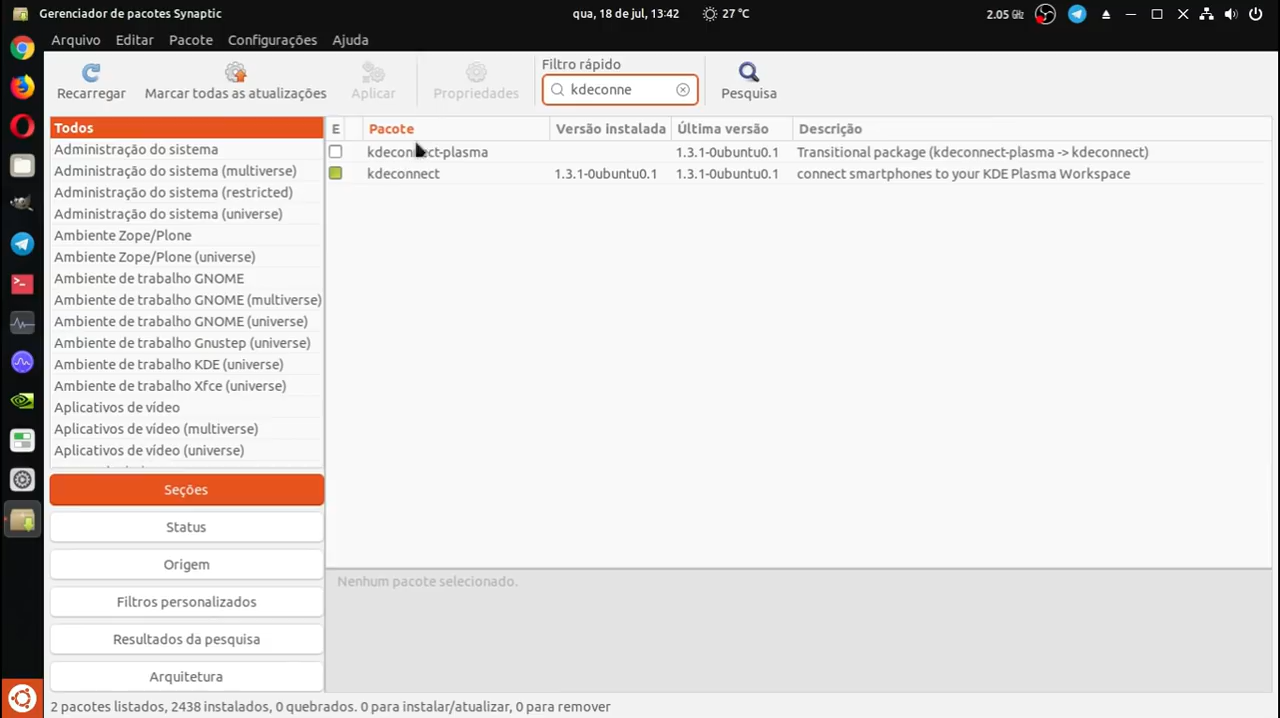 Gerenciador de pacotes Synaptic
qua, 18 de jul, 13:42
27 °C
2.05 GHz
Arquivo Editar Pacote Configurações Ajuda
Recarregar
Marcar todas as atualizações
Aplicar
Propriedades
Filtro rápido
kdeconne
Pesquisa
Todos
Administração do sistema
Administração do sistema (multiverse)
Administração do sistema (restricted)
Administração do sistema (universe)
Ambiente Zope/Plone
Ambiente Zope/Plone (universe)
Ambiente de trabalho GNOME
Ambiente de trabalho GNOME (multiverse)
Ambiente de trabalho GNOME (universe)
Ambiente de trabalho Gnustep (universe)
Ambiente de trabalho KDE (universe)
Ambiente de trabalho Xfce (universe)
Aplicativos de vídeo
Aplicativos de vídeo (multiverse)
Aplicativos de vídeo (universe)
Seções
Status
Origem
Filtros personalizados
Resultados da pesquisa
Arquitetura
E Pacote Versão instalada Última versão Descrição
kdeconnect-plasma 1.3.1-0ubuntu0.1 Transitional package (kdeconnect-plasma -> kdeconnect)
kdeconnect 1.3.1-0ubuntu0.1 1.3.1-0ubuntu0.1 connect smartphones to your KDE Plasma Workspace
Nenhum pacote selecionado.
2 pacotes listados, 2438 instalados, 0 quebrados. 0 para instalar/atualizar, 0 para remover